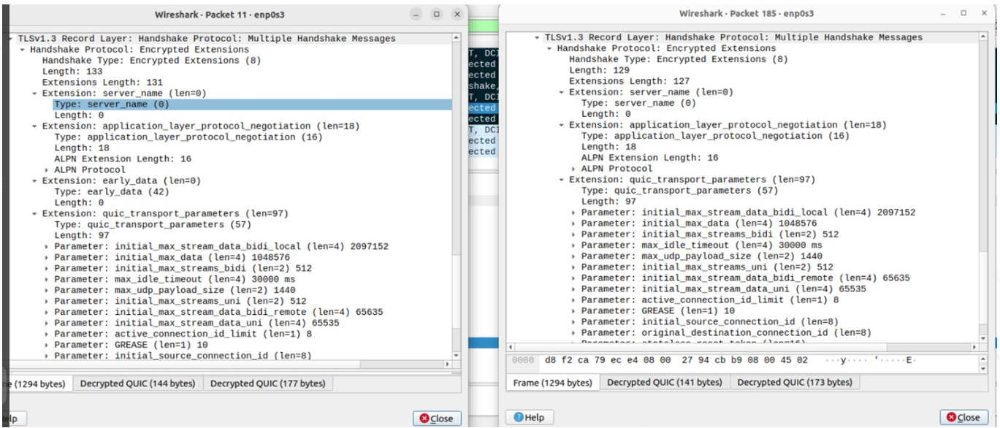 Wireshark · Packet 11 · enp0s3
TLSv1.3 Record Layer: Handshake Protocol: Multiple Handshake Messages
Handshake Protocol: Encrypted Extensions
Handshake Type: Encrypted Extensions (8)
Length: 133
Extensions Length: 131
Extension: server_name (len=0)
Type: server_name (0)
Length: 0
Extension: application_layer_protocol_negotiation (len=18)
Type: application_layer_protocol_negotiation (16)
Length: 18
ALPN Extension Length: 16
ALPN Protocol
Extension: early_data (len=0)
Type: early_data (42)
Length: 0
Extension: quic_transport_parameters (len=97)
Type: quic_transport_parameters (57)
Length: 97
Parameter: initial_max_stream_data_bidi_local (len=4) 2097152
Parameter: initial_max_data (len=4) 1048576
Parameter: initial_max_streams_bidi (len=2) 512
Parameter: max_idle_timeout (len=4) 30000 ms
Parameter: max_udp_payload_size (len=2) 1440
Parameter: initial_max_streams_uni (len=2) 512
Parameter: initial_max_stream_data_bidi_remote (len=4) 65635
Parameter: initial_max_stream_data_uni (len=4) 65535
Parameter: active_connection_id_limit (len=1) 8
Parameter: GREASE (len=1) 10
Parameter: initial_source_connection_id (len=8)
ne (1294 bytes) Decrypted QUIC (144 bytes) Decrypted QUIC (177 bytes)
Help Close
T, DCI
ected
ected
shake,
T, DCI
ected
ected
T, DCI
ected
ected
Wireshark · Packet 185 · enp0s3
TLSv1.3 Record Layer: Handshake Protocol: Multiple Handshake Messages
Handshake Protocol: Encrypted Extensions
Handshake Type: Encrypted Extensions (8)
Length: 129
Extensions Length: 127
Extension: server_name (len=0)
Type: server_name (0)
Length: 0
Extension: application_layer_protocol_negotiation (len=18)
Type: application_layer_protocol_negotiation (16)
Length: 18
ALPN Extension Length: 16
ALPN Protocol
Extension: quic_transport_parameters (len=97)
Type: quic_transport_parameters (57)
Length: 97
Parameter: initial_max_stream_data_bidi_local (len=4) 2097152
Parameter: initial_max_data (len=4) 1048576
Parameter: initial_max_streams_bidi (len=2) 512
Parameter: max_idle_timeout (len=4) 30000 ms
Parameter: max_udp_payload_size (len=2) 1440
Parameter: initial_max_streams_uni (len=2) 512
Parameter: initial_max_stream_data_bidi_remote (len=4) 65635
Parameter: initial_max_stream_data_uni (len=4) 65535
Parameter: active_connection_id_limit (len=1) 8
Parameter: GREASE (len=1) 10
Parameter: initial_source_connection_id (len=8)
Parameter: original_destination_connection_id (len=8)
Parameter: stateless_reset_token (len=16)
0000 d8 f2 ca 79 ec e4 08 00 27 94 cb b9 08 00 45 02 ···y···· '·····E·
Frame (1294 bytes) Decrypted QUIC (141 bytes) Decrypted QUIC (173 bytes)
Help Close